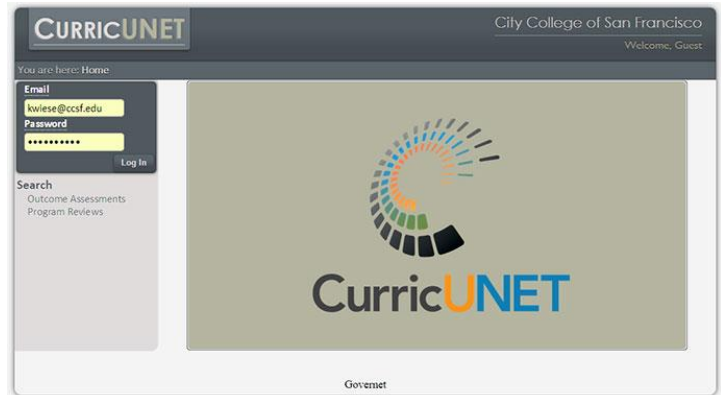 CURRICUNET
City College of San Francisco
Welcome, Guest
You are here: Home
Email
kwiese@ccsf.edu
Password
••••••••••
Log In
Search
Outcome Assessments
Program Reviews
CurricUNET
Governet